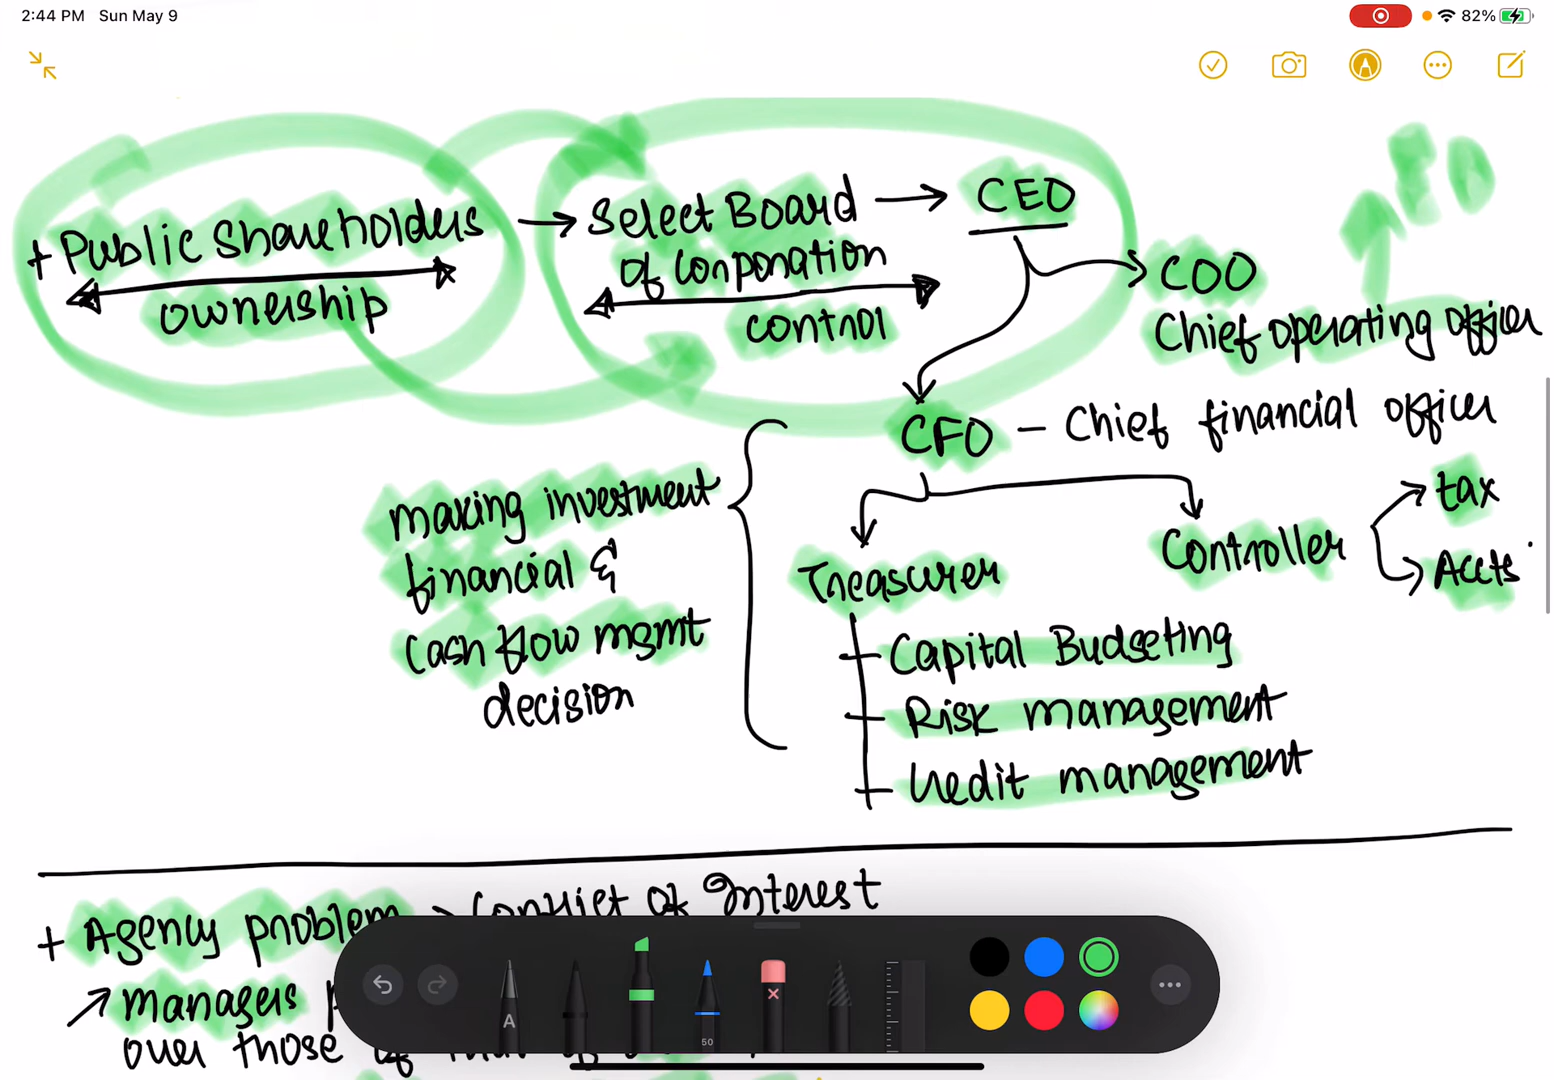 2:44 PM Sun May 9
82%
+ Public Shareholders → Select Board → CEO
of Corporation
ownership
control
COO
Chief operating officer
CFO – Chief financial officer
making investment
financial &
cash flow mgmt
decision
Treasurer
Controller
tax
Accts
Capital Budgeting
Risk management
Credit management
+ Agency problem → Conflict of Interest
↗ managers
over those
A
50